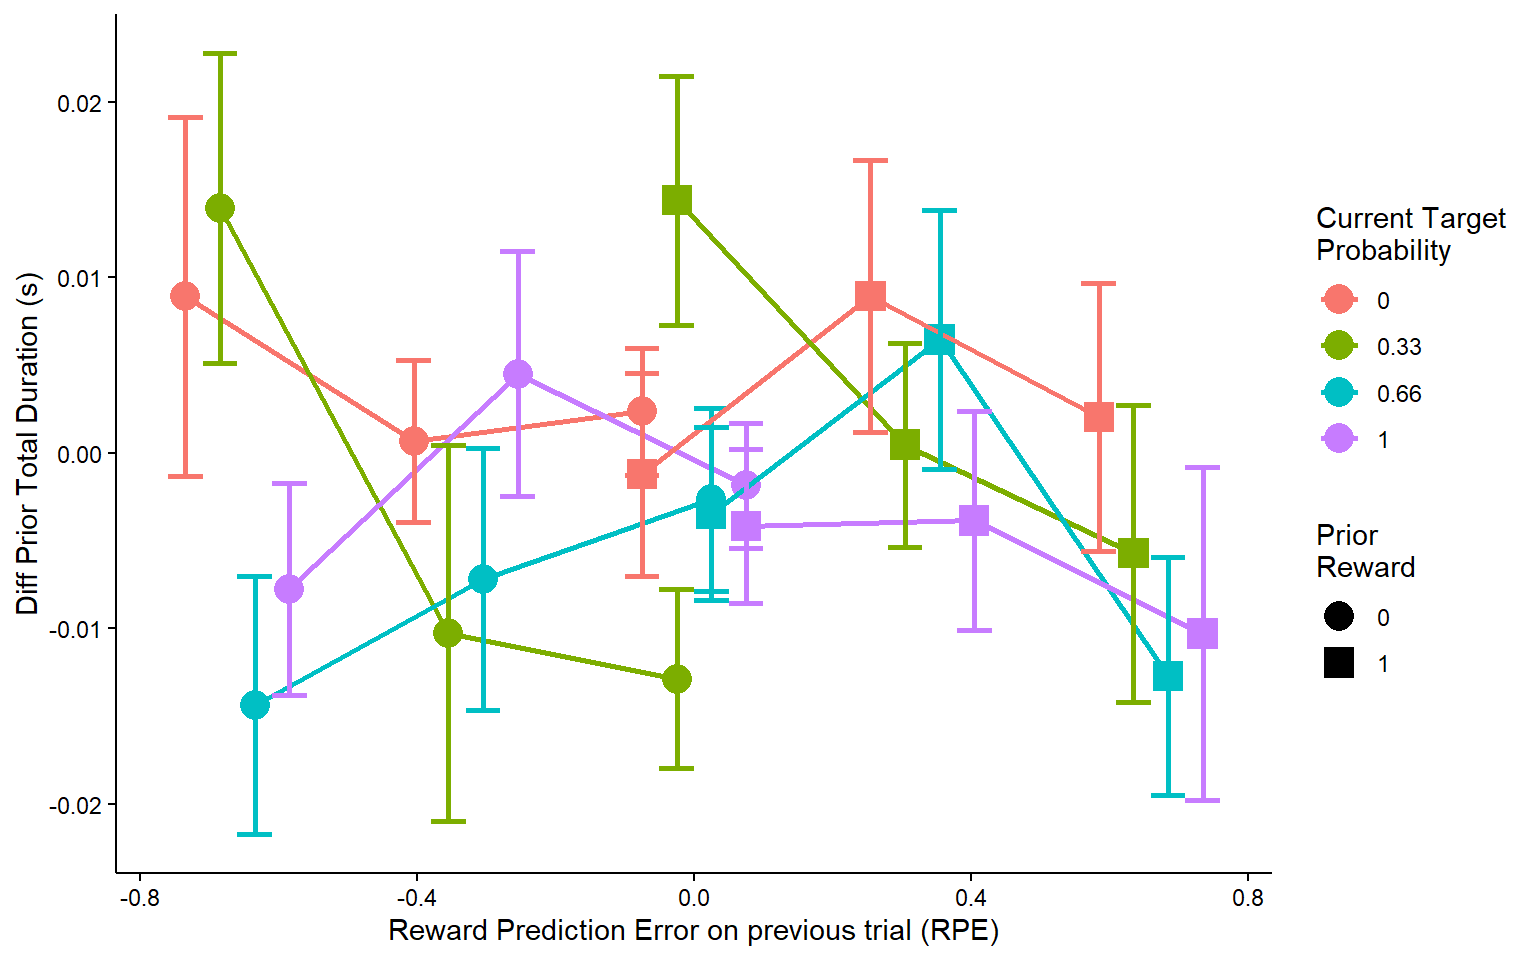 Diff Prior Total Duration (s)
0.02
0.01
0.00
-0.01
-0.02
-0.8
-0.4
0.0
0.4
0.8
Reward Prediction Error on previous trial (RPE)
Current Target
Probability
0
0.33
0.66
1
Prior
Reward
0
1